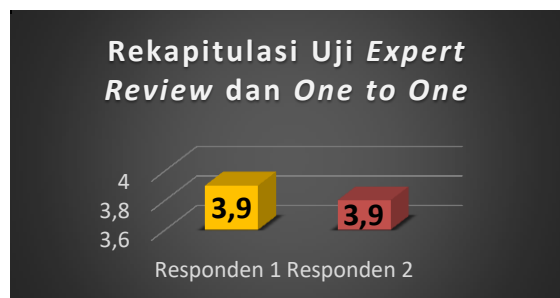 Rekapitulasi Uji Expert
Review dan One to One
4
3,8
3,6
3,9
3,9
Responden 1 Responden 2